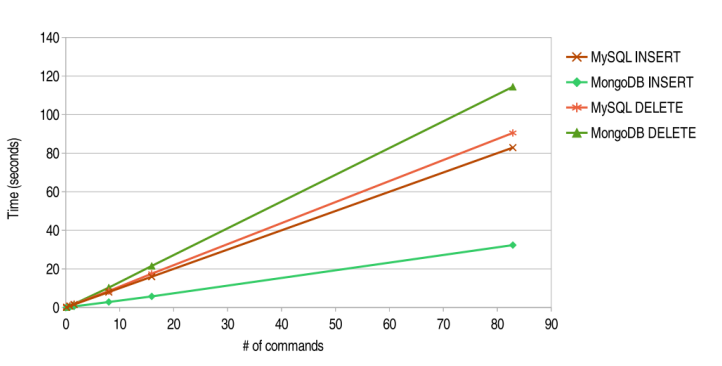 140
120
100
80
60
40
20
0
Time (seconds)
0 10 20 30 40 50 60 70 80 90
# of commands
MySQL INSERT
MongoDB INSERT
MySQL DELETE
MongoDB DELETE